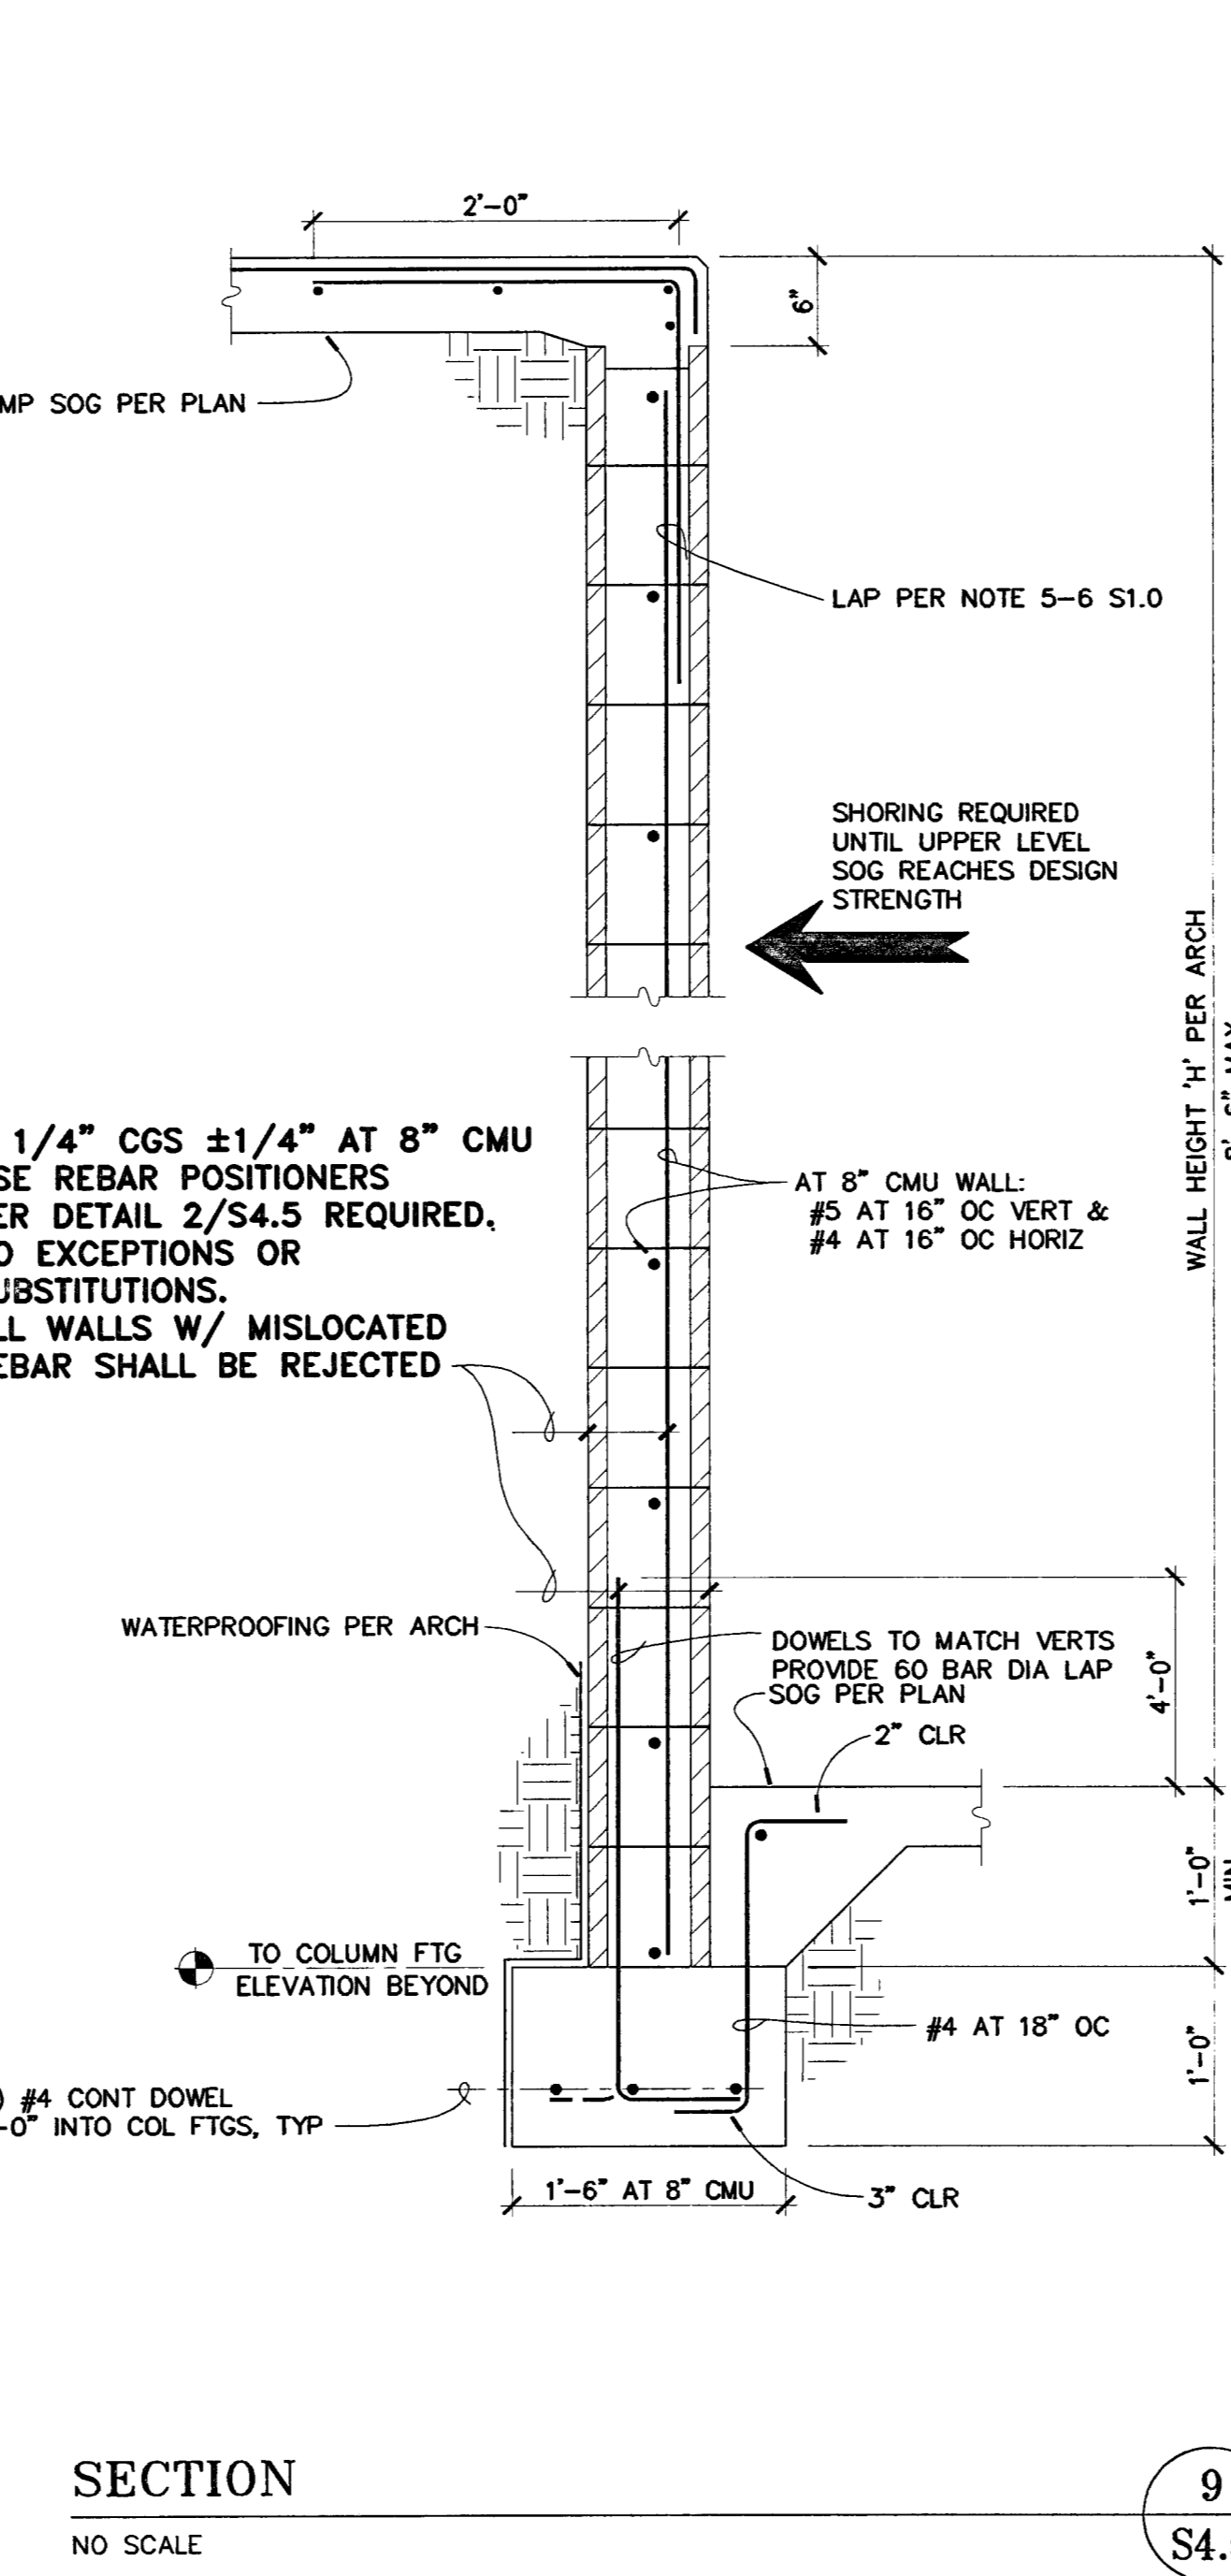 2'-0"
6"
MP SOG PER PLAN
LAP PER NOTE 5-6 S1.0
SHORING REQUIRED
UNTIL UPPER LEVEL
SOG REACHES DESIGN
STRENGTH
WALL HEIGHT 'H' PER ARCH
1/4" CGS ±1/4" AT 8" CMU
SE REBAR POSITIONERS
ER DETAIL 2/S4.5 REQUIRED.
O EXCEPTIONS OR
UBSTITUTIONS.
LL WALLS W/ MISLOCATED
EBAR SHALL BE REJECTED
AT 8" CMU WALL:
#5 AT 16" OC VERT &
#4 AT 16" OC HORIZ
WATERPROOFING PER ARCH
DOWELS TO MATCH VERTS
PROVIDE 60 BAR DIA LAP
SOG PER PLAN
2" CLR
4'-0"
1'-0"
TO COLUMN FTG
ELEVATION BEYOND
#4 AT 18" OC
1'-0"
) #4 CONT DOWEL
-0" INTO COL FTGS, TYP
1'-6" AT 8" CMU
3" CLR
SECTION
NO SCALE
9
S4.